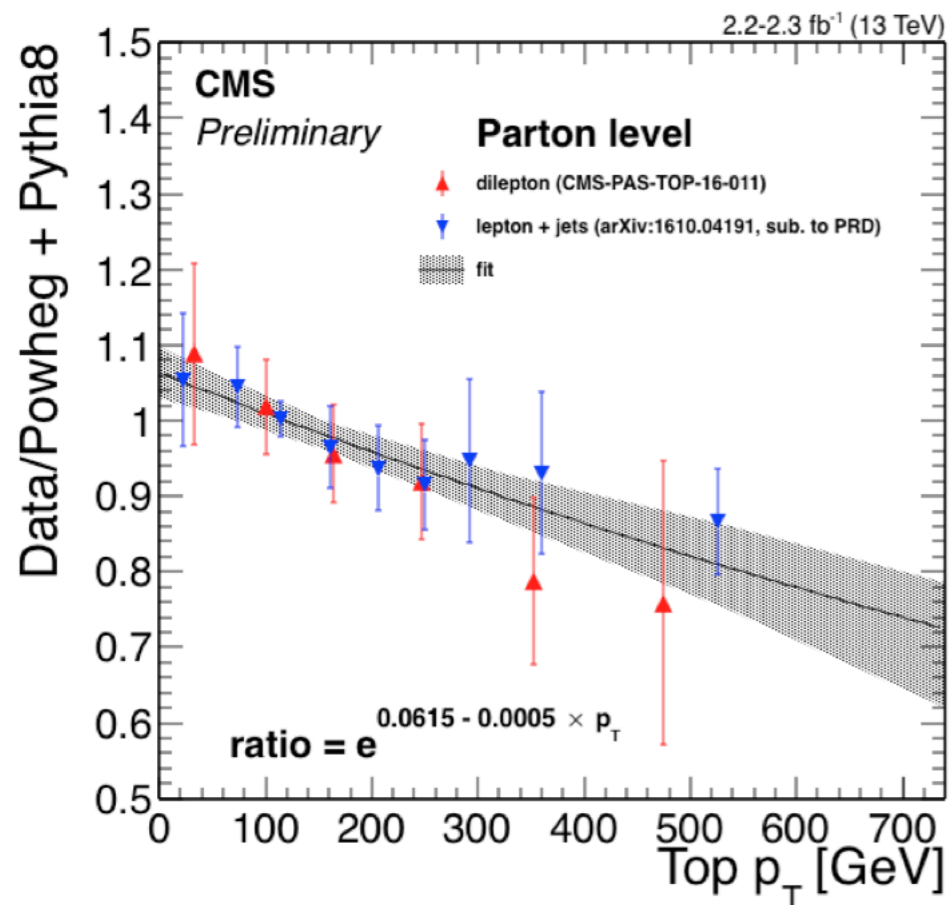 2.2-2.3 fb⁻¹ (13 TeV)
CMS
Preliminary
Parton level
dilepton (CMS-PAS-TOP-16-011)
lepton + jets (arXiv:1610.04191, sub. to PRD)
fit
ratio = e^{0.0615 - 0.0005 × p_T}
Data/Powheg + Pythia8
1.5
1.4
1.3
1.2
1.1
1
0.9
0.8
0.7
0.6
0.5
0 100 200 300 400 500 600 700
Top p_T [GeV]